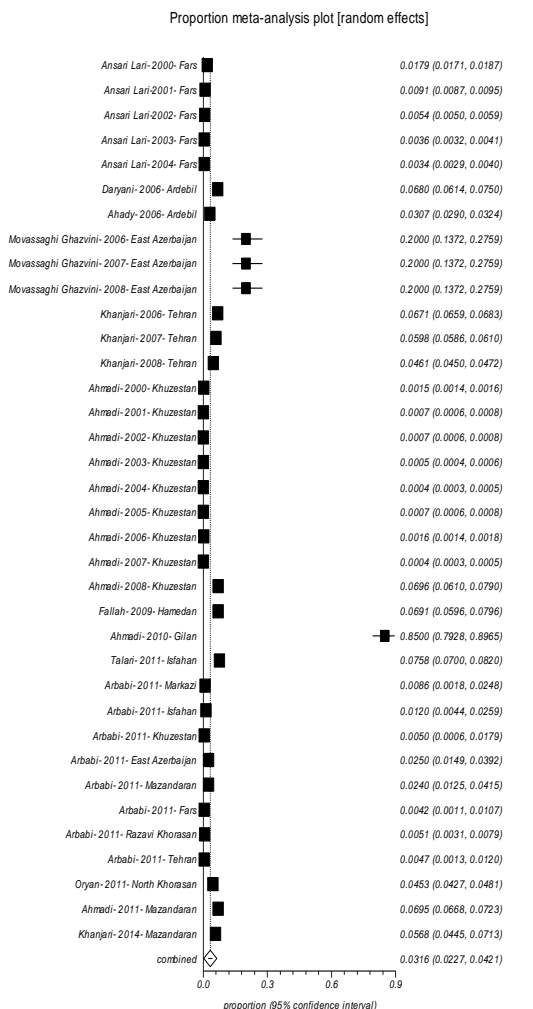 Proportion meta-analysis plot [random effects]
Ansari Lari- 2000- Fars 0.0179 (0.0171, 0.0187)
Ansari Lari-2001- Fars 0.0091 (0.0087, 0.0095)
Ansari Lari-2002- Fars 0.0054 (0.0050, 0.0059)
Ansari Lari- 2003- Fars 0.0036 (0.0032, 0.0041)
Ansari Lari- 2004- Fars 0.0034 (0.0029, 0.0040)
Daryani- 2006- Ardebil 0.0680 (0.0614, 0.0750)
Ahady- 2006- Ardebil 0.0307 (0.0290, 0.0324)
Movassaghi Ghazvini- 2006- East Azerbaijan 0.2000 (0.1372, 0.2759)
Movassaghi Ghazvini- 2007- East Azerbaijan 0.2000 (0.1372, 0.2759)
Movassaghi Ghazvini- 2008- East Azerbaijan 0.2000 (0.1372, 0.2759)
Khanjari- 2006- Tehran 0.0671 (0.0659, 0.0683)
Khanjari- 2007- Tehran 0.0598 (0.0586, 0.0610)
Khanjari- 2008- Tehran 0.0461 (0.0450, 0.0472)
Ahmadi- 2000- Khuzestan 0.0015 (0.0014, 0.0016)
Ahmadi- 2001- Khuzestan 0.0007 (0.0006, 0.0008)
Ahmadi- 2002- Khuzestan 0.0007 (0.0006, 0.0008)
Ahmadi- 2003- Khuzestan 0.0005 (0.0004, 0.0006)
Ahmadi- 2004- Khuzestan 0.0004 (0.0003, 0.0005)
Ahmadi- 2005- Khuzestan 0.0007 (0.0006, 0.0008)
Ahmadi- 2006- Khuzestan 0.0016 (0.0014, 0.0018)
Ahmadi- 2007- Khuzestan 0.0004 (0.0003, 0.0005)
Ahmadi- 2008- Khuzestan 0.0696 (0.0610, 0.0790)
Fallah- 2009- Hamedan 0.0691 (0.0596, 0.0796)
Ahmadi- 2010- Gilan 0.8500 (0.7928, 0.8965)
Talari- 2011- Isfahan 0.0758 (0.0700, 0.0820)
Arbabi- 2011- Markazi 0.0086 (0.0018, 0.0248)
Arbabi- 2011- Isfahan 0.0120 (0.0044, 0.0259)
Arbabi- 2011- Khuzestan 0.0050 (0.0006, 0.0179)
Arbabi- 2011- East Azerbaijan 0.0250 (0.0149, 0.0392)
Arbabi- 2011- Mazandaran 0.0240 (0.0125, 0.0415)
Arbabi- 2011- Fars 0.0042 (0.0011, 0.0107)
Arbabi- 2011- Razavi Khorasan 0.0051 (0.0031, 0.0079)
Arbabi- 2011- Tehran 0.0047 (0.0013, 0.0120)
Oryan- 2011- North Khorasan 0.0453 (0.0427, 0.0481)
Ahmadi- 2011- Mazandaran 0.0695 (0.0668, 0.0723)
Khanjari- 2014- Mazandaran 0.0568 (0.0445, 0.0713)
combined 0.0316 (0.0227, 0.0421)
0.0 0.3 0.6 0.9
proportion (95% confidence interval)